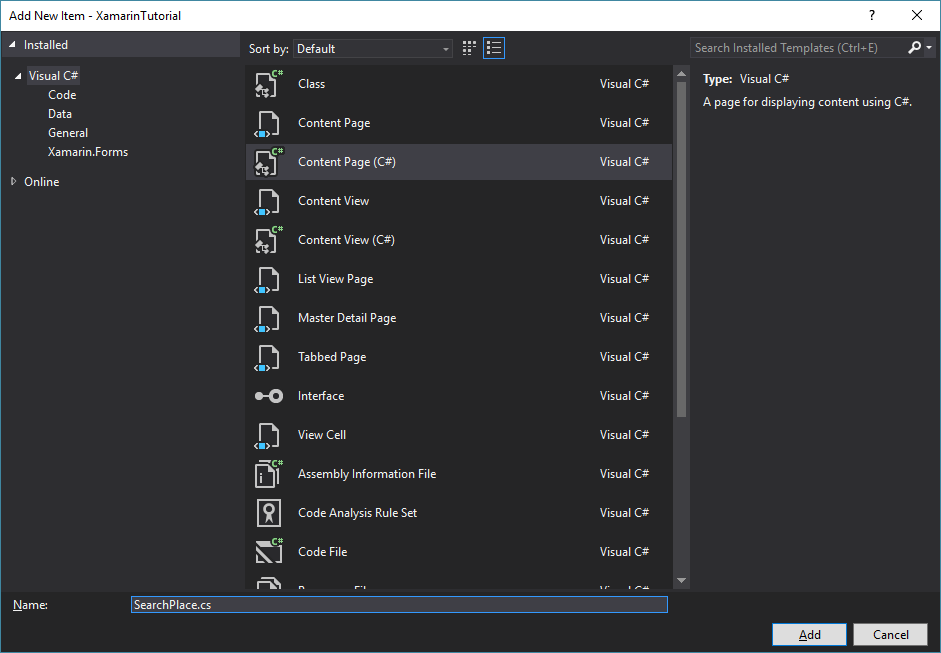 Add New Item - XamarinTutorial
?
Installed
Sort by: Default
Search Installed Templates (Ctrl+E)
Visual C#
Code
Data
General
Xamarin.Forms
Online
C# Class Visual C#
Content Page Visual C#
C# Content Page (C#) Visual C#
Content View Visual C#
C# Content View (C#) Visual C#
List View Page Visual C#
Master Detail Page Visual C#
Tabbed Page Visual C#
Interface Visual C#
View Cell Visual C#
C# Assembly Information File Visual C#
Code Analysis Rule Set Visual C#
C# Code File Visual C#
Type: Visual C#
A page for displaying content using C#.
Name: SearchPlace.cs
Add Cancel